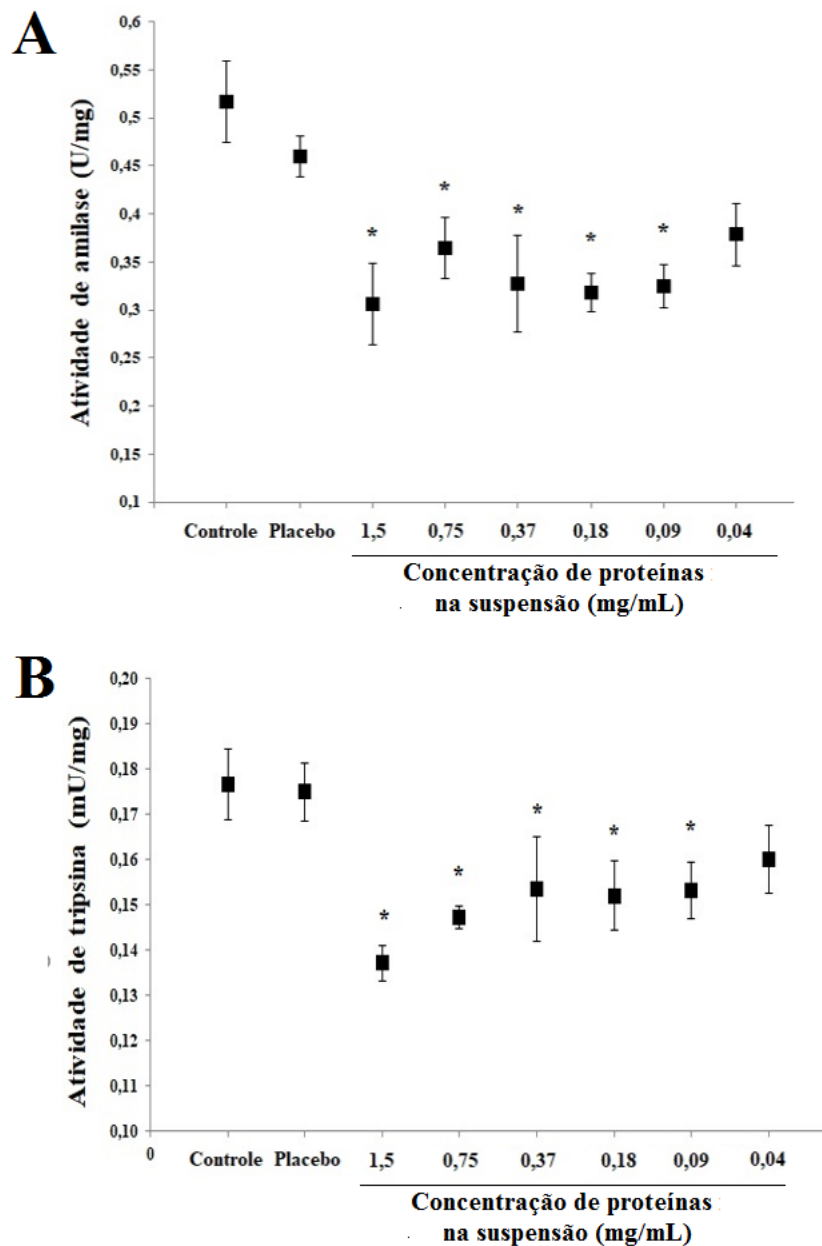 A
Atividade de amilase (U/mg)
0,6
0,55
0,5
0,45
0,4
0,35
0,3
0,25
0,2
0,15
0,1
* * * * *
Controle Placebo 1,5 0,75 0,37 0,18 0,09 0,04
Concentração de proteínas
na suspensão (mg/mL)
B
Atividade de tripsina (mU/mg)
0,20
0,19
0,18
0,17
0,16
0,15
0,14
0,13
0,12
0,11
0,10
0
* * * * *
Controle Placebo 1,5 0,75 0,37 0,18 0,09 0,04
Concentração de proteínas
na suspensão (mg/mL)